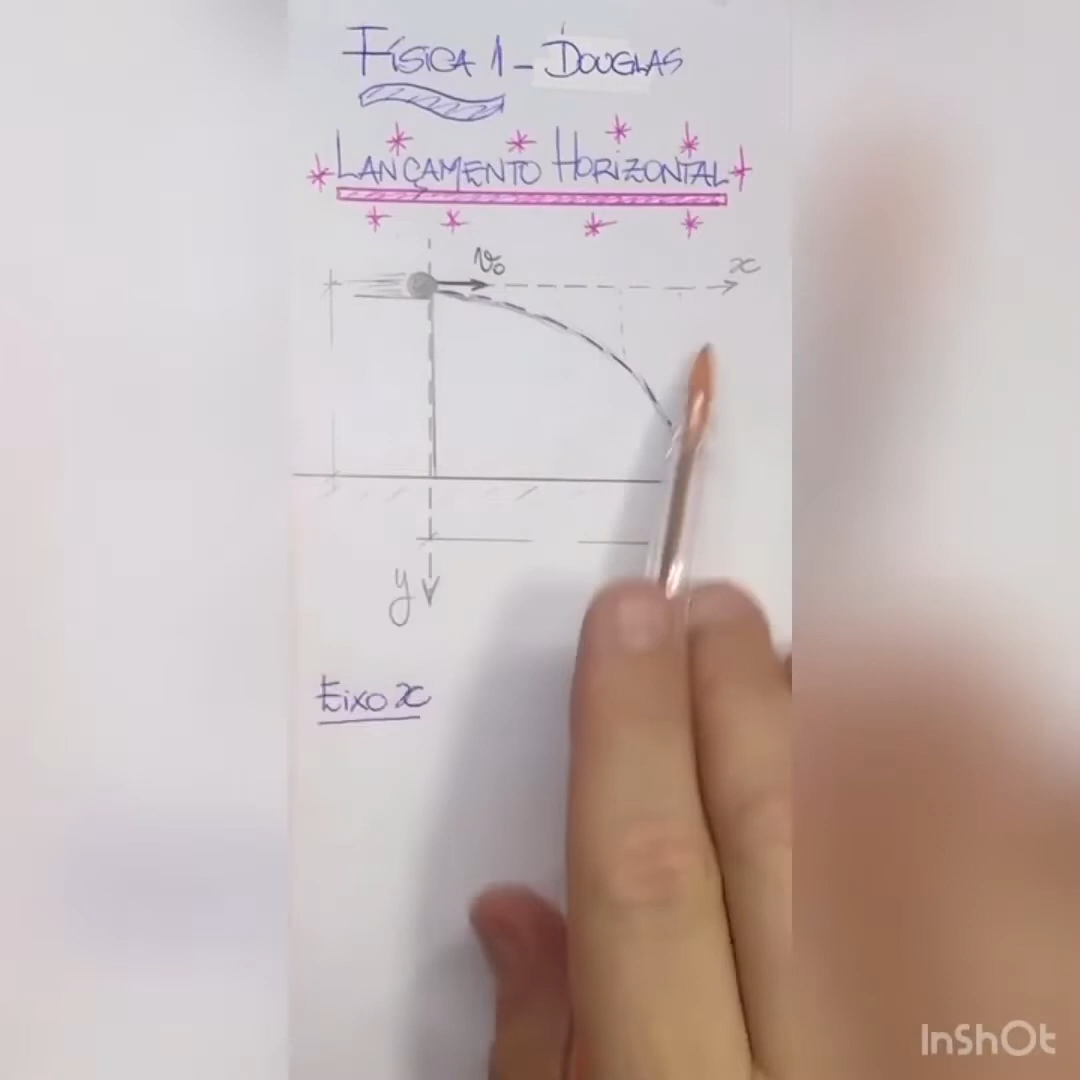 FÍSICA 1 - DOUGLAS
LANÇAMENTO HORIZONTAL
v₀
x
y
EIXO x
InShOt